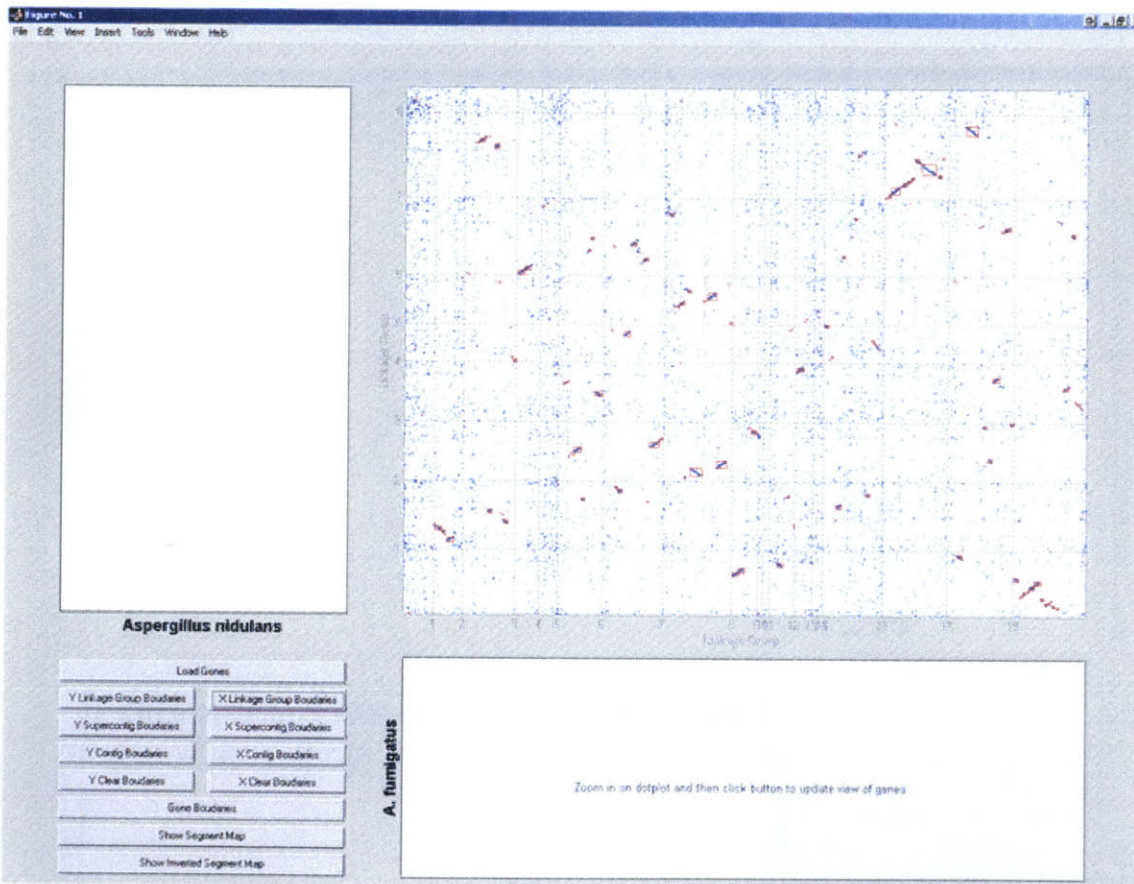 Figure No. 1
File Edit View Insert Tools Window Help
Linkage Group
Aspergillus nidulans
Load Genes
Y Linkage Group Boudaries
X Linkage Group Boudaries
Y Supercontig Boudaries
X Supercontig Boudaries
Y Contig Boudaries
X Contig Boudaries
Y Clear Boudaries
X Clear Boudaries
Gene Boudaries
Show Segment Map
Show Inverted Segment Map
A. fumigatus
Zoom in on dotplot and then click button to update view of genes